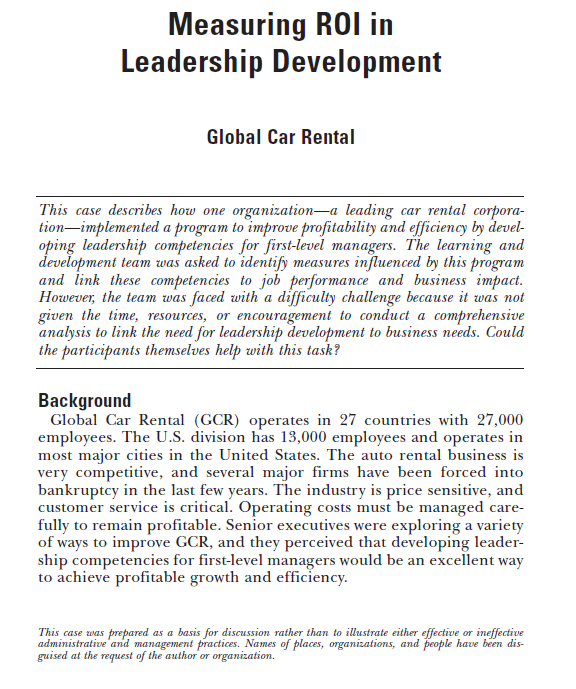 Measuring ROI in
Leadership Development
Global Car Rental
This case describes how one organization—a leading car rental corpora-
tion—implemented a program to improve profitability and efficiency by devel-
oping leadership competencies for first-level managers. The learning and
development team was asked to identify measures influenced by this program
and link these competencies to job performance and business impact.
However, the team was faced with a difficulty challenge because it was not
given the time, resources, or encouragement to conduct a comprehensive
analysis to link the need for leadership development to business needs. Could
the participants themselves help with this task?
Background
Global Car Rental (GCR) operates in 27 countries with 27,000
employees. The U.S. division has 13,000 employees and operates in
most major cities in the United States. The auto rental business is
very competitive, and several major firms have been forced into
bankruptcy in the last few years. The industry is price sensitive, and
customer service is critical. Operating costs must be managed care-
fully to remain profitable. Senior executives were exploring a variety
of ways to improve GCR, and they perceived that developing leader-
ship competencies for first-level managers would be an excellent way
to achieve profitable growth and efficiency.
This case was prepared as a basis for discussion rather than to illustrate either effective or ineffective
administrative and management practices. Names of places, organizations, and people have been dis-
guised at the request of the author or organization.